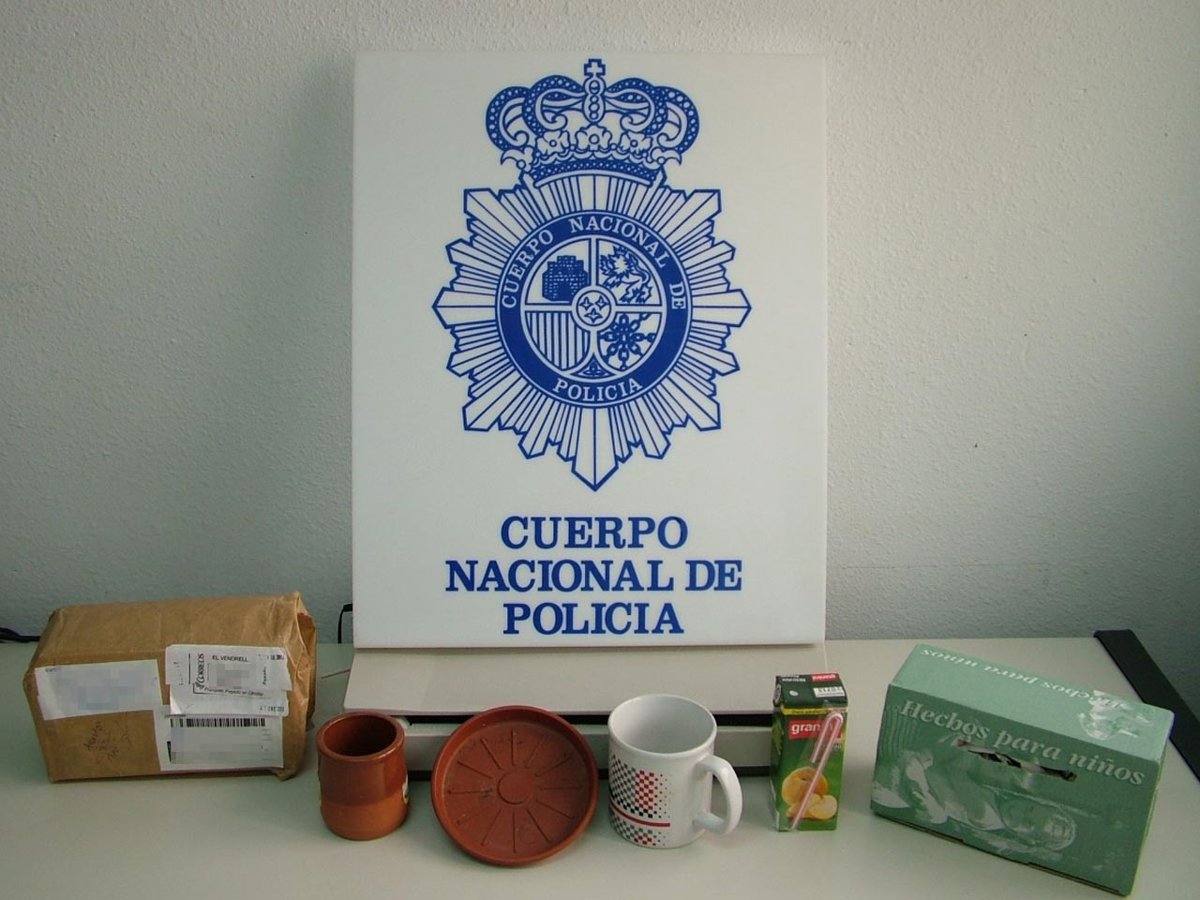 CUERPO NACIONAL DE
POLICIA
CUERPO
NACIONAL DE
POLICIA
CORREOS
EL VENDRELL
gran
Hechos para niños
Hechos para niños